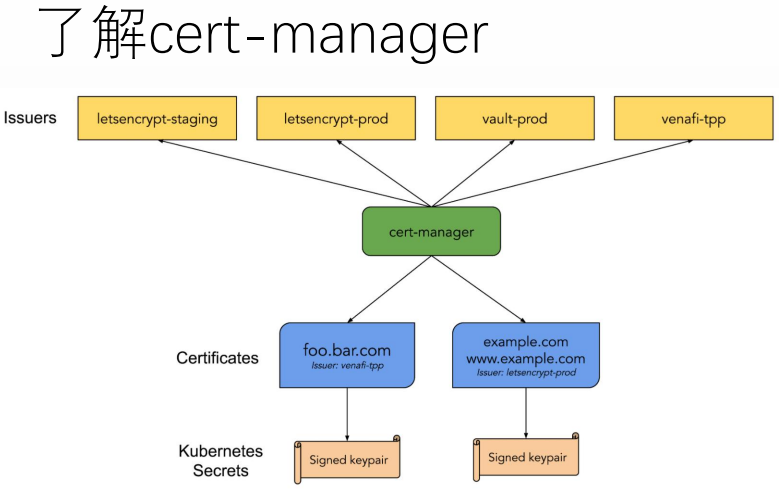 了解cert-manager
Issuers
letsencrypt-staging
letsencrypt-prod
vault-prod
venafi-tpp
cert-manager
Certificates
foo.bar.com
Issuer: venafi-tpp
example.com
www.example.com
Issuer: letsencrypt-prod
Kubernetes
Secrets
Signed keypair
Signed keypair